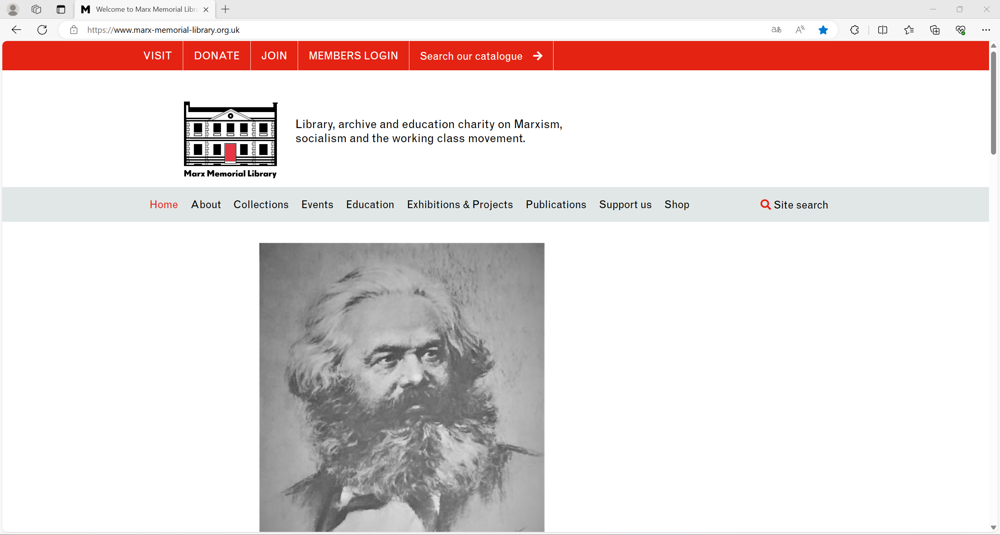 Welcome to Marx Memorial Libr
https://www.marx-memorial-library.org.uk
VISIT
DONATE
JOIN
MEMBERS LOGIN
Search our catalogue
Library, archive and education charity on Marxism,
socialism and the working class movement.
Marx Memorial Library
Home
About
Collections
Events
Education
Exhibitions & Projects
Publications
Support us
Shop
Site search